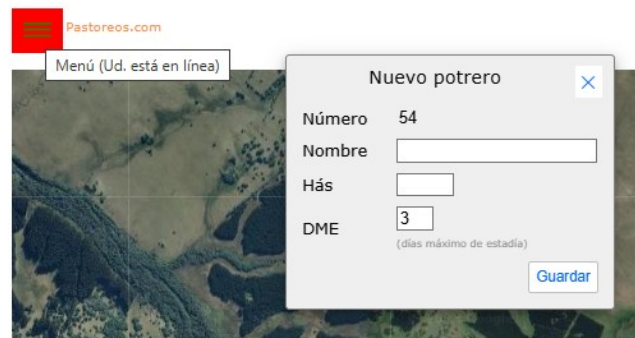 Pastoreos.com
Menú (Ud. está en línea)
Nuevo potrero
Número 54
Nombre
Hás
DME 3
(días máximo de estadía)
Guardar